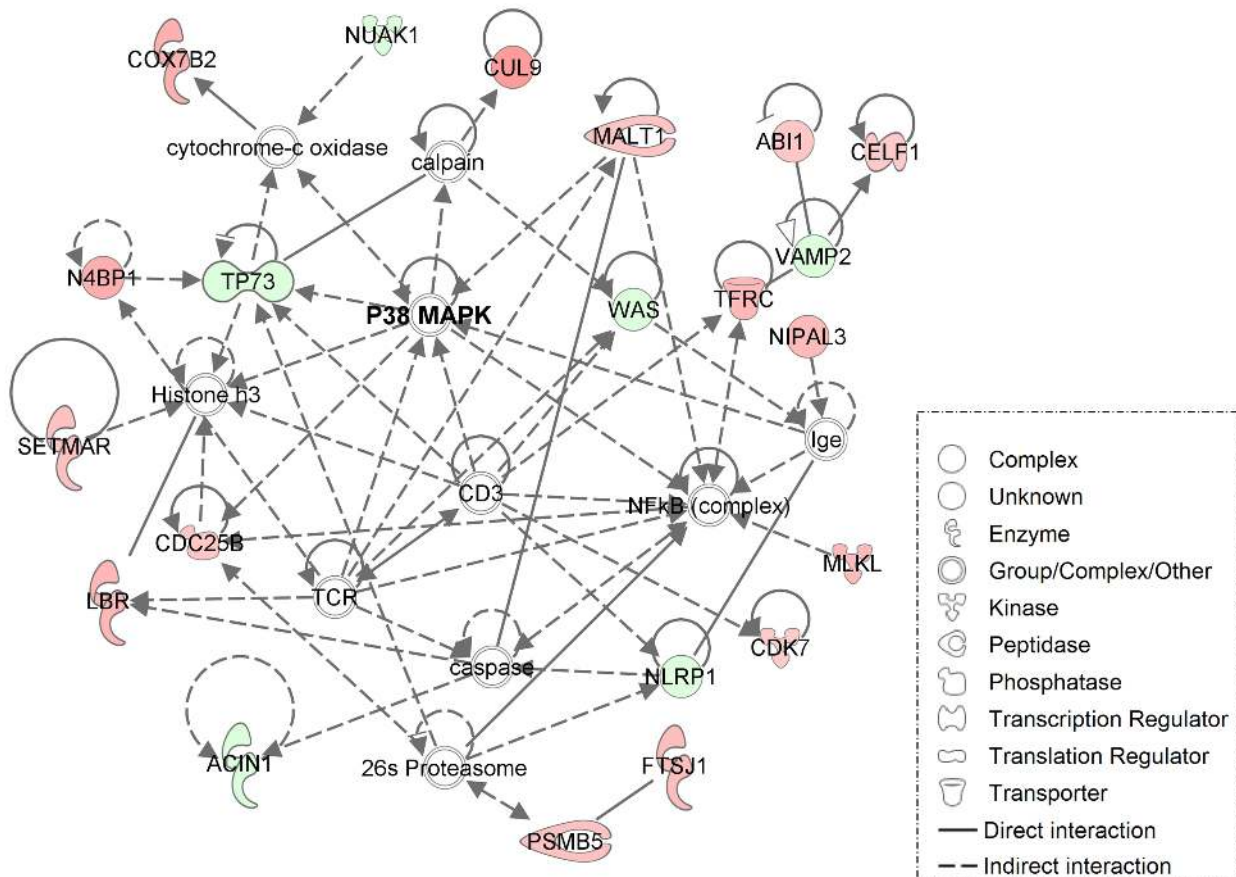 NUAK1
COX7B2
CUL9
MALT1
ABI1
CELF1
cytochrome-c oxidase
calpain
VAMP2
N4BP1
TP73
TFRC
WAS
P38 MAPK
NIPAL3
Histone h3
SETMAR
Ige
CD3
NFkB (complex)
CDC25B
MLKL
LBR
TCR
CDK7
caspase
NLRP1
ACIN1
26s Proteasome
FTSJ1
PSMB5
Complex
Unknown
Enzyme
Group/Complex/Other
Kinase
Peptidase
Phosphatase
Transcription Regulator
Translation Regulator
Transporter
Direct interaction
Indirect interaction